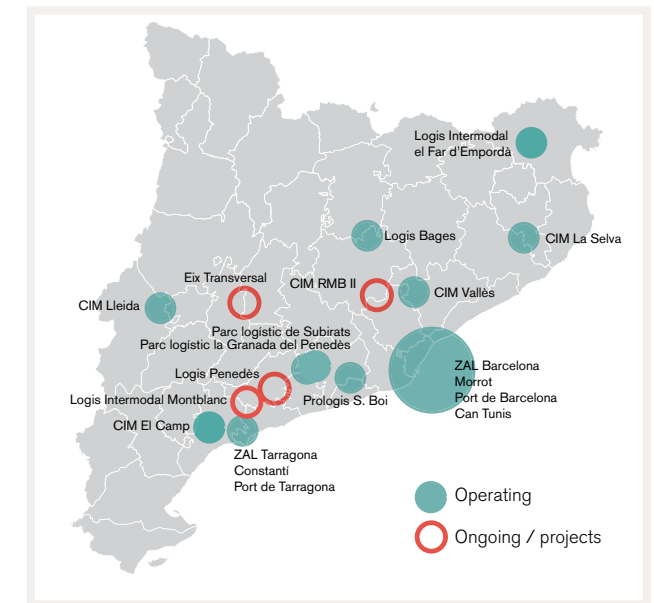 Logis Intermodal
el Far d'Empordà
Logis Bages
CIM La Selva
Eix Transversal
CIM RMB II
CIM Vallès
CIM Lleida
Parc logístic de Subirats
Parc logístic la Granada del Penedès
Logis Penedès
ZAL Barcelona
Morrot
Port de Barcelona
Can Tunis
Logis Intermodal Montblanc
Prologis S. Boi
CIM El Camp
ZAL Tarragona
Constantí
Port de Tarragona
Operating
Ongoing / projects